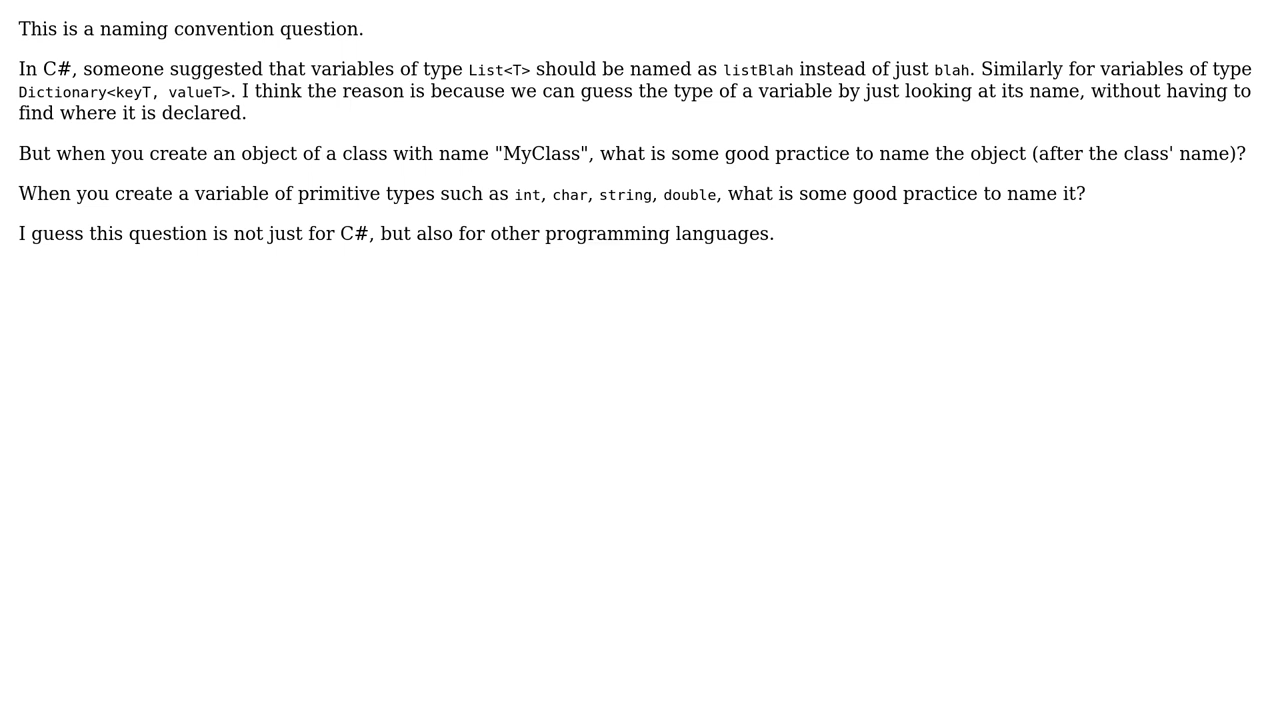 This is a naming convention question.
In C#, someone suggested that variables of type List<T> should be named as listBlah instead of just blah. Similarly for variables of type
Dictionary<keyT, valueT>. I think the reason is because we can guess the type of a variable by just looking at its name, without having to
find where it is declared.
But when you create an object of a class with name "MyClass", what is some good practice to name the object (after the class' name)?
When you create a variable of primitive types such as int, char, string, double, what is some good practice to name it?
I guess this question is not just for C#, but also for other programming languages.